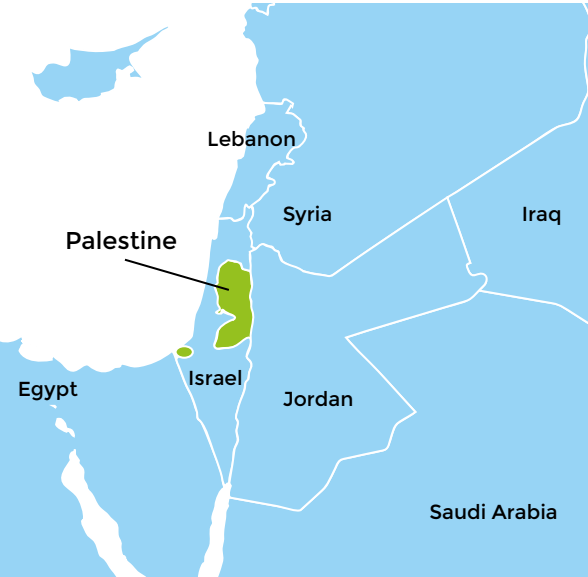 Lebanon
Syria
Iraq
Palestine
Israel
Egypt
Jordan
Saudi Arabia